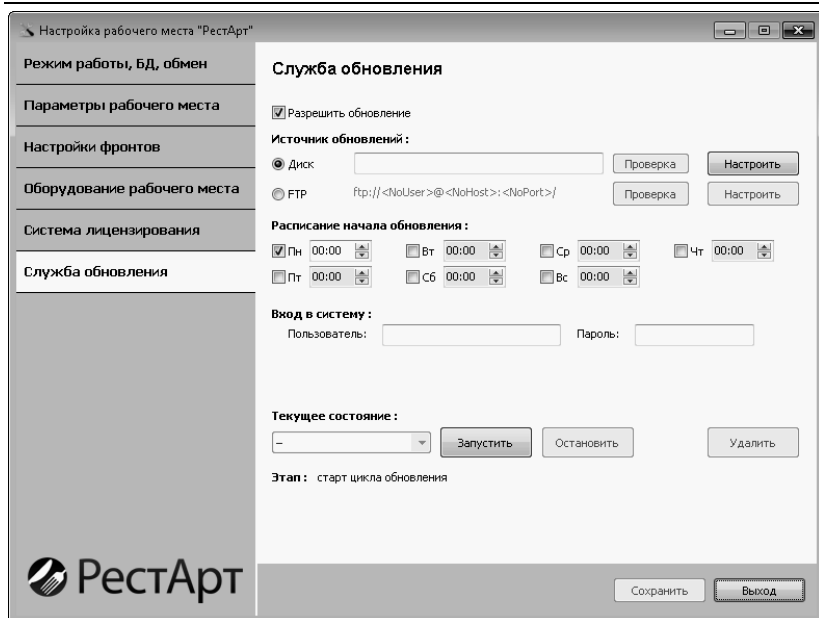 Настройка рабочего места "РестАрт"
Режим работы, БД, обмен
Параметры рабочего места
Настройки фронтов
Оборудование рабочего места
Система лицензирования
Служба обновления
РестАрт
Служба обновления
Разрешить обновление
Источник обновлений :
Диск Проверка Настроить
FTP ftp://<NoUser>@<NoHost>:<NoPort>/ Проверка Настроить
Расписание начала обновления :
Пн 00:00 Вт 00:00 Ср 00:00 Чт 00:00
Пт 00:00 Сб 00:00 Вс 00:00
Вход в систему :
Пользователь: Пароль:
Текущее состояние :
– Запустить Остановить Удалить
Этап : старт цикла обновления
Сохранить Выход